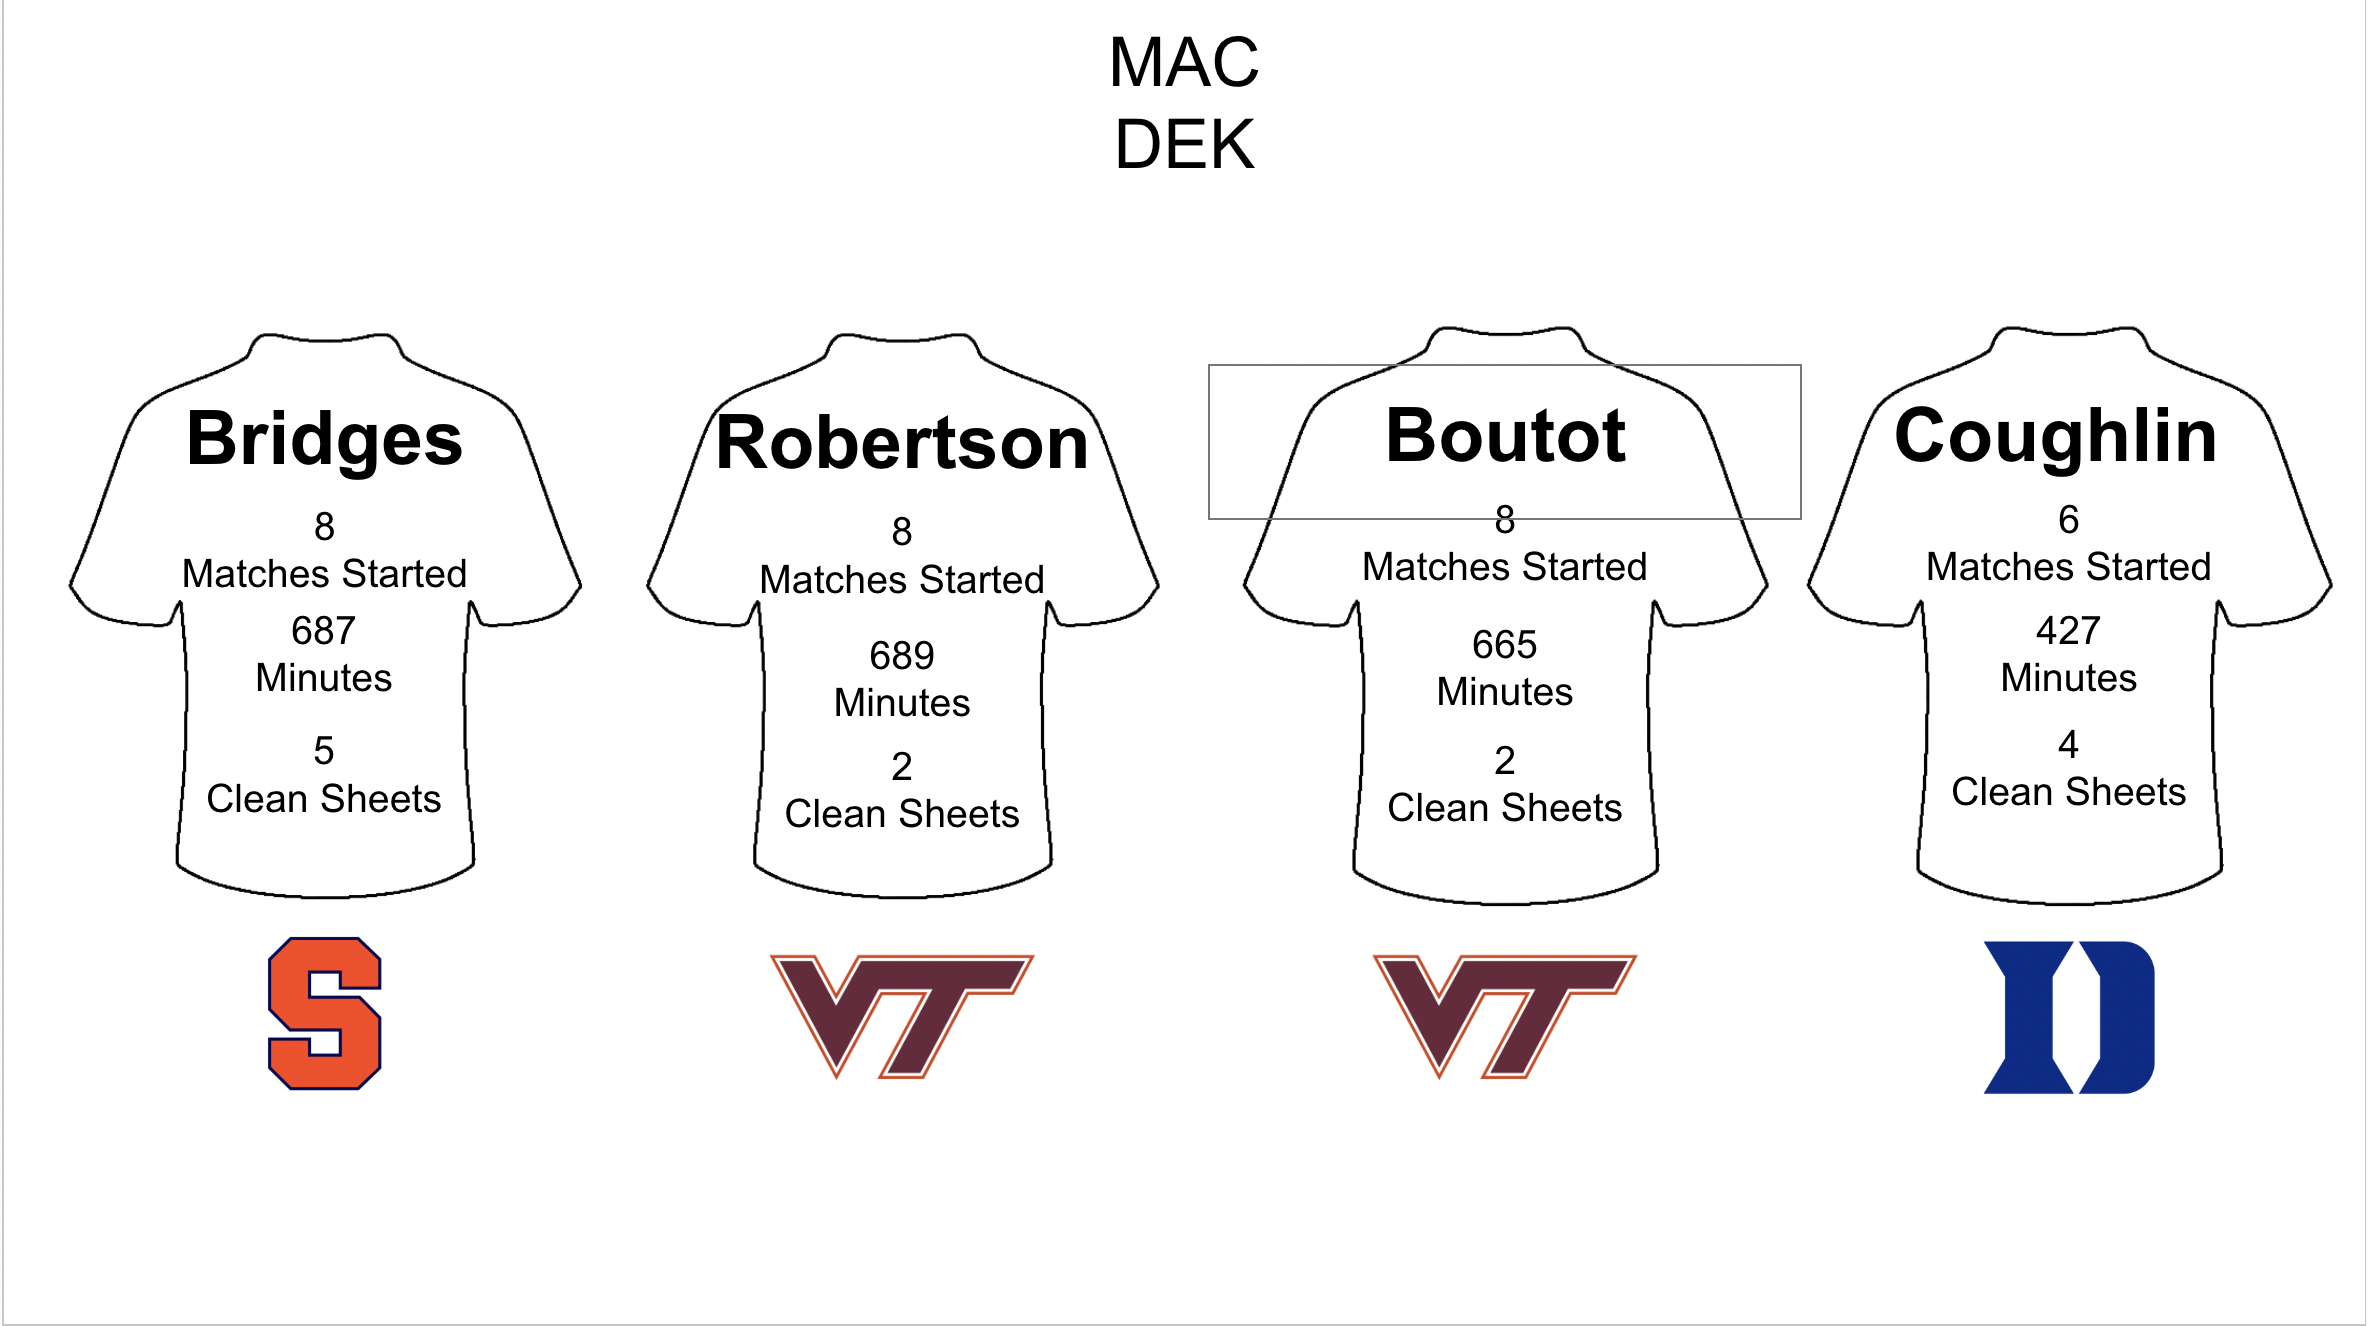 MAC
DEK
Bridges
8
Matches Started
687
Minutes
5
Clean Sheets
S
Robertson
8
Matches Started
689
Minutes
2
Clean Sheets
VT
Boutot
8
Matches Started
665
Minutes
2
Clean Sheets
VT
Coughlin
6
Matches Started
427
Minutes
4
Clean Sheets
D